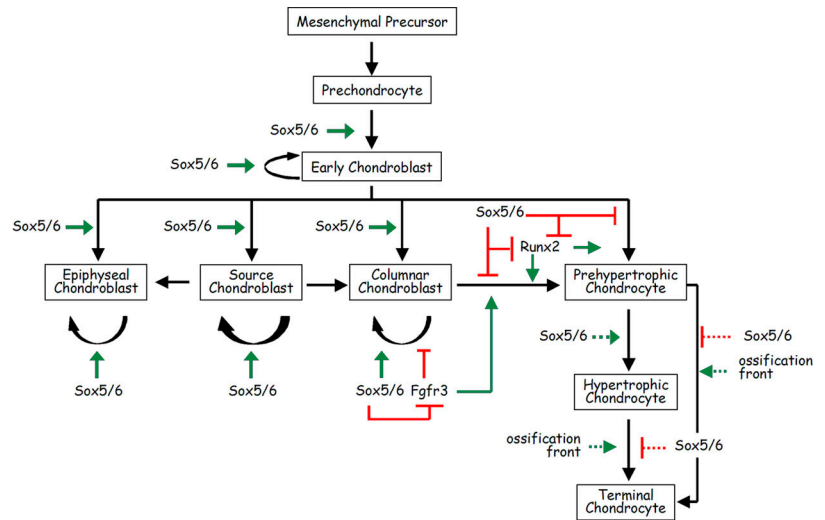 Mesenchymal Precursor
Prechondrocyte
Sox5/6
Sox5/6
Early Chondroblast
Sox5/6
Sox5/6
Sox5/6
Sox5/6
Runx2
Epiphyseal
Chondroblast
Source
Chondroblast
Columnar
Chondroblast
Prehypertrophic
Chondrocyte
Sox5/6
Sox5/6
ossification
front
Sox5/6
Sox5/6
Sox5/6
Fgfr3
Hypertrophic
Chondrocyte
ossification
front
Sox5/6
Terminal
Chondrocyte